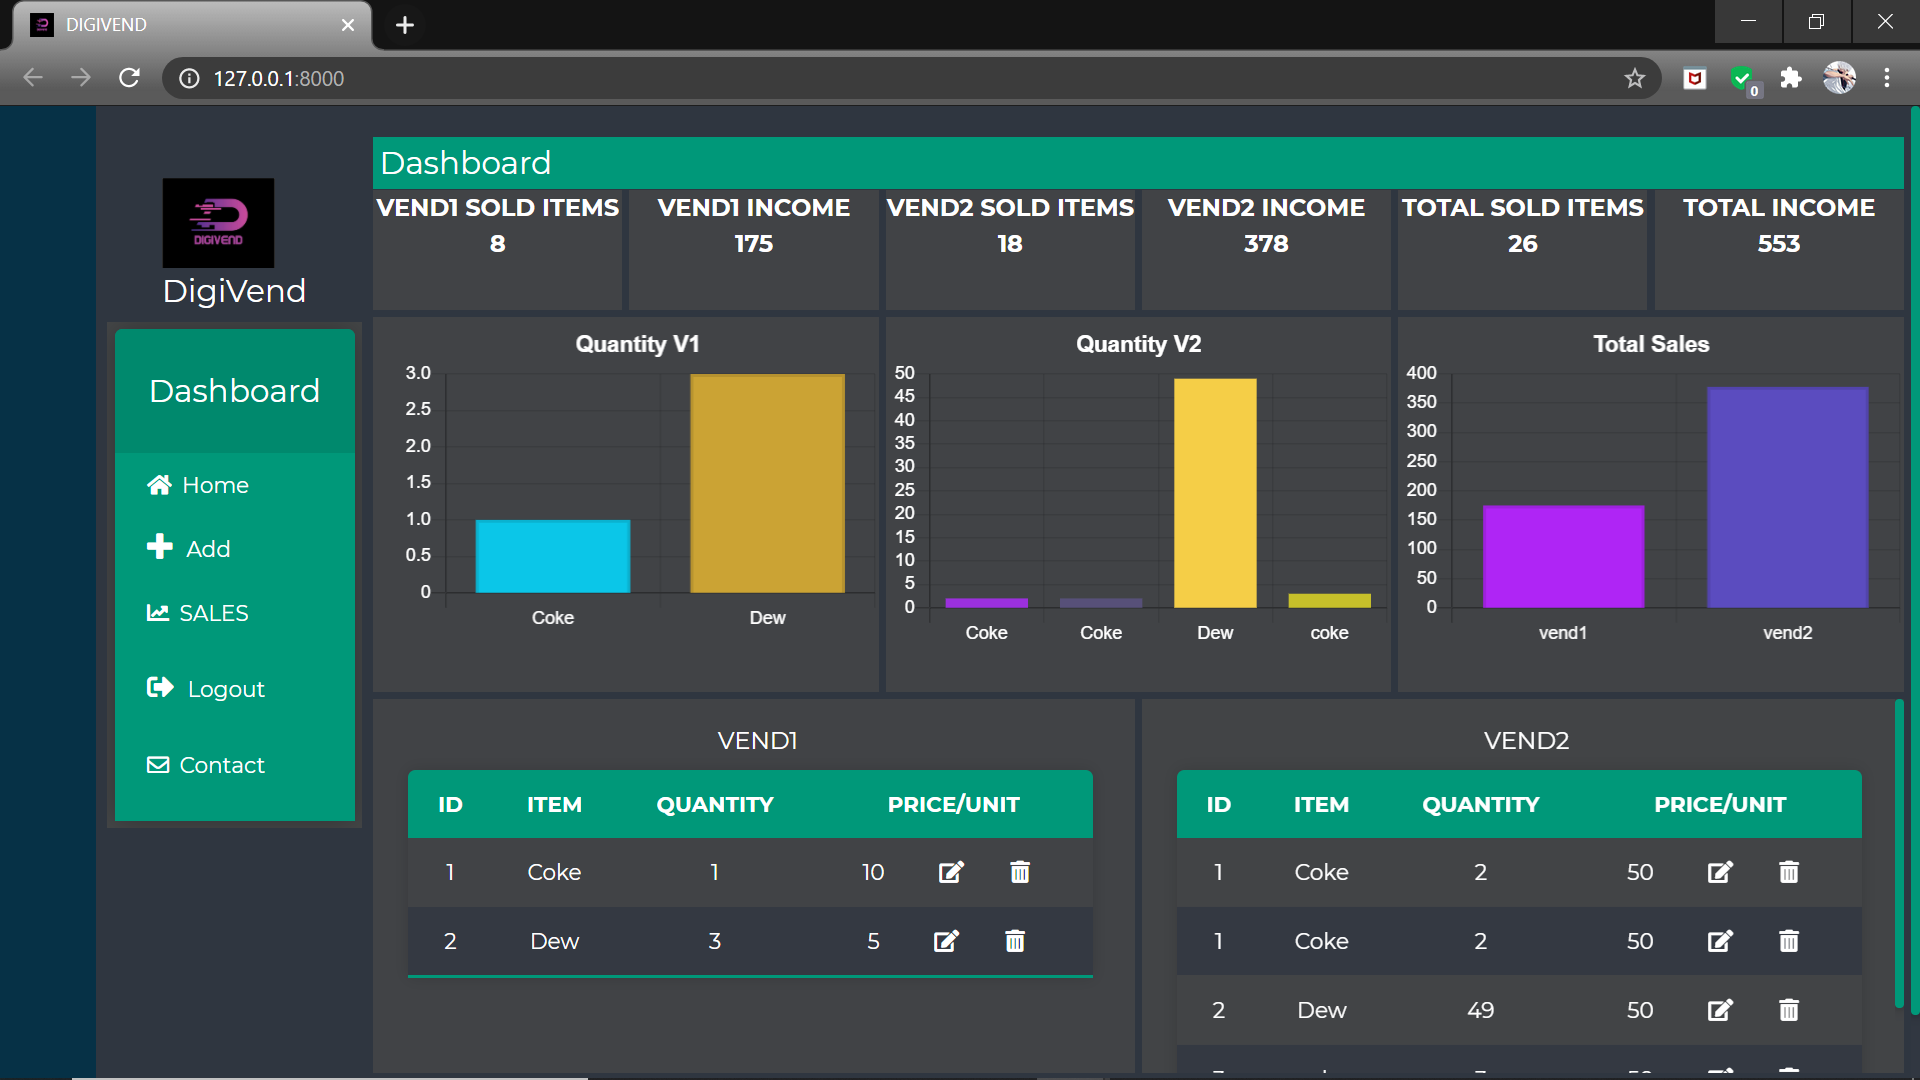 DIGIVEND
127.0.0.1:8000
0
DIGIVEND
DigiVend
Dashboard
Home
Add
SALES
Logout
Contact
Dashboard
VEND1 SOLD ITEMS
8
VEND1 INCOME
175
VEND2 SOLD ITEMS
18
VEND2 INCOME
378
TOTAL SOLD ITEMS
26
TOTAL INCOME
553
Quantity V1
3.0
2.5
2.0
1.5
1.0
0.5
0
Coke Dew
Quantity V2
50
45
40
35
30
25
20
15
10
5
0
Coke Coke Dew coke
Total Sales
400
350
300
250
200
150
100
50
0
vend1 vend2
VEND1
ID ITEM QUANTITY PRICE/UNIT
1 Coke 1 10
2 Dew 3 5
VEND2
ID ITEM QUANTITY PRICE/UNIT
1 Coke 2 50
1 Coke 2 50
2 Dew 49 50